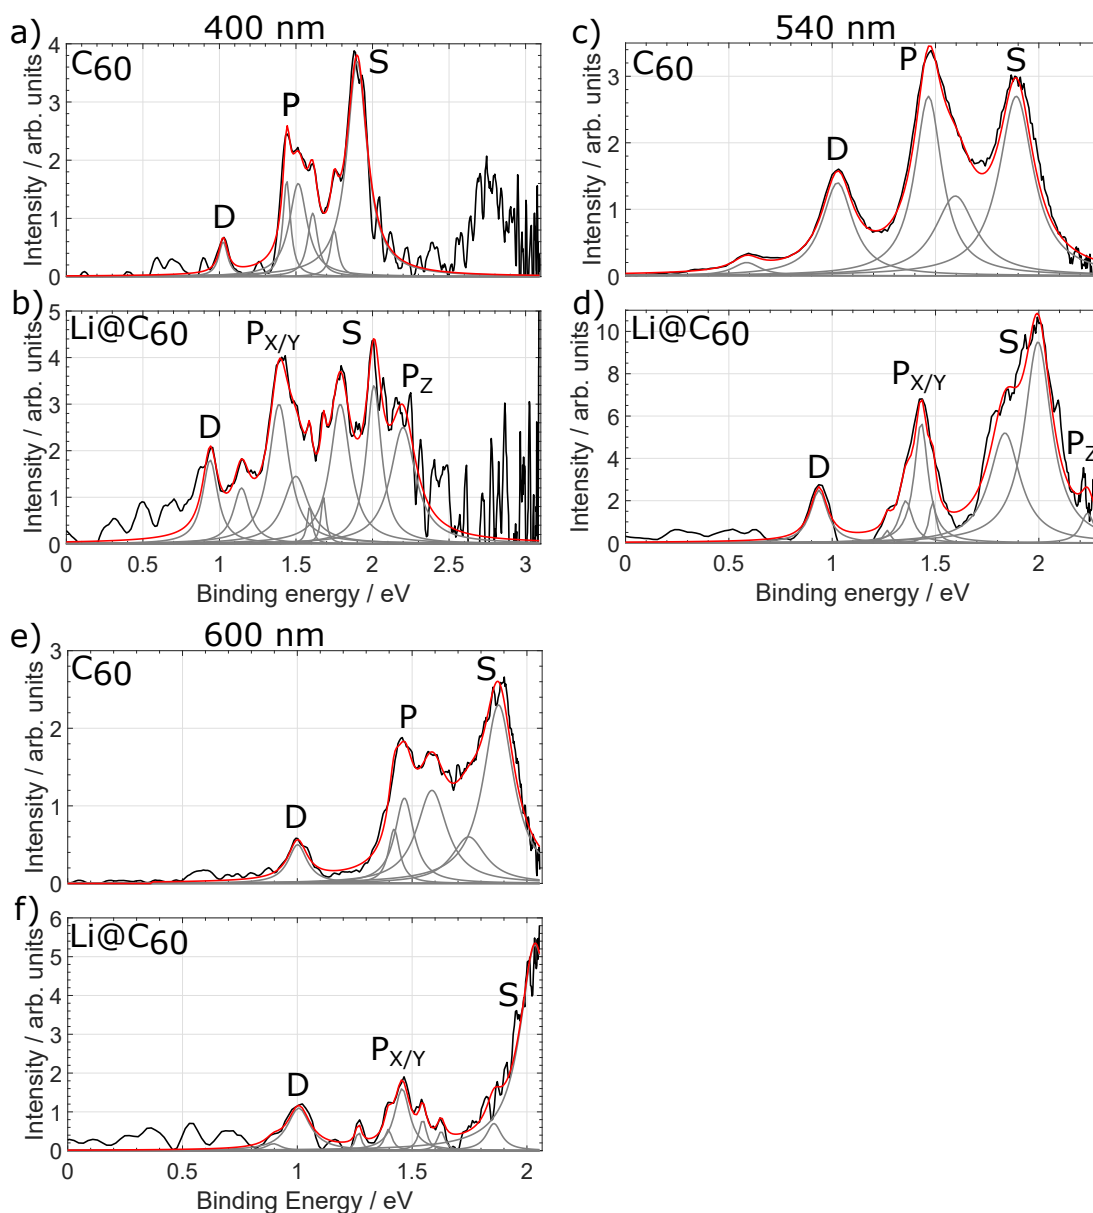 400 nm
a)
C60
D
P
S
Intensity / arb. units
4
3
2
1
0
b)
Li@C60
D
PX/Y
S
PZ
Intensity / arb. units
5
4
3
2
1
0
0 0.5 1 1.5 2 2.5 3
Binding energy / eV
540 nm
c)
C60
D
P
S
Intensity / arb. units
3
2
1
0
d)
Li@C60
D
PX/Y
S
PZ
Intensity / arb. units
10
8
6
4
2
0
0 0.5 1 1.5 2
Binding energy / eV
600 nm
e)
C60
D
P
S
Intensity / arb. units
3
2
1
0
f)
Li@C60
D
PX/Y
S
Intensity / arb. units
6
5
4
3
2
1
0
0 0.5 1 1.5 2
Binding Energy / eV